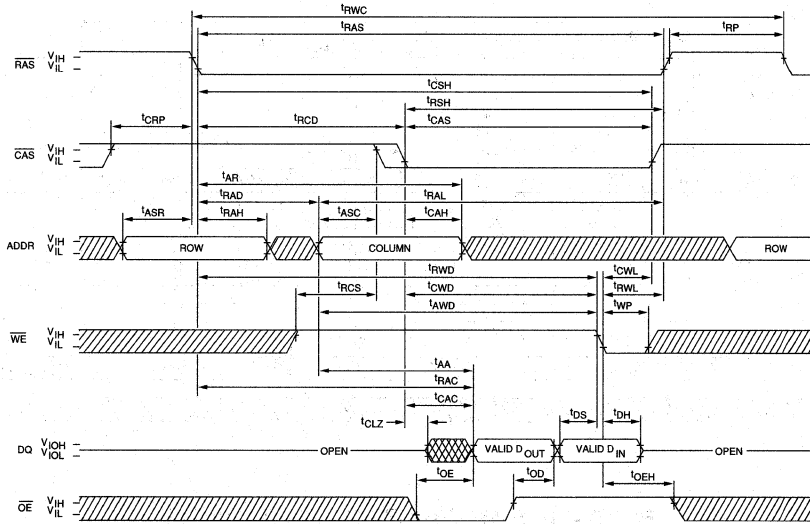 tRWC
tRAS
tRP
RAS VIH
VIL
tCSH
tRSH
tCRP
tRCD
tCAS
CAS VIH
VIL
tAR
tRAD
tRAL
tASR
tRAH
tASC
tCAH
ADDR VIH
VIL
ROW
COLUMN
ROW
tRWD
tCWL
tRCS
tCWD
tRWL
tAWD
tWP
WE VIH
VIL
tAA
tRAC
tCAC
tCLZ
tDS
tDH
DQ VIOH
VIOL
OPEN
VALID DOUT
VALID DIN
OPEN
tOE
tOD
tOEH
OE VIH
VIL